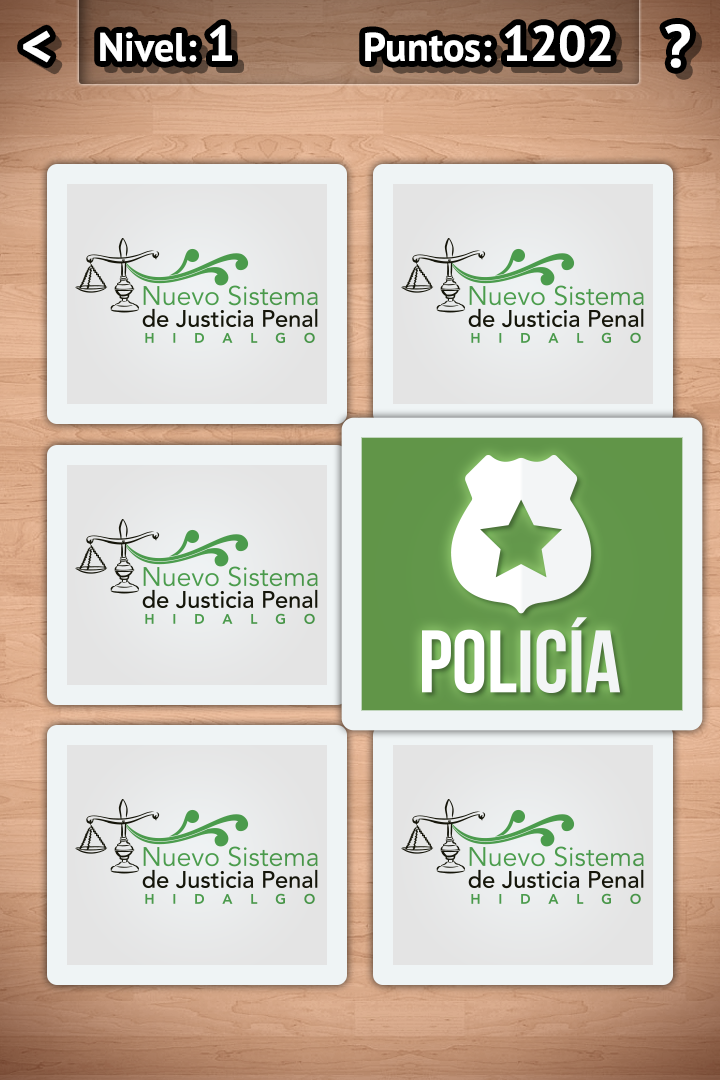 < Nivel: 1 Puntos: 1202 ?
Nuevo Sistema
de Justicia Penal
HIDALGO
Nuevo Sistema
de Justicia Penal
HIDALGO
Nuevo Sistema
de Justicia Penal
HIDALGO
POLICÍA
Nuevo Sistema
de Justicia Penal
HIDALGO
Nuevo Sistema
de Justicia Penal
HIDALGO